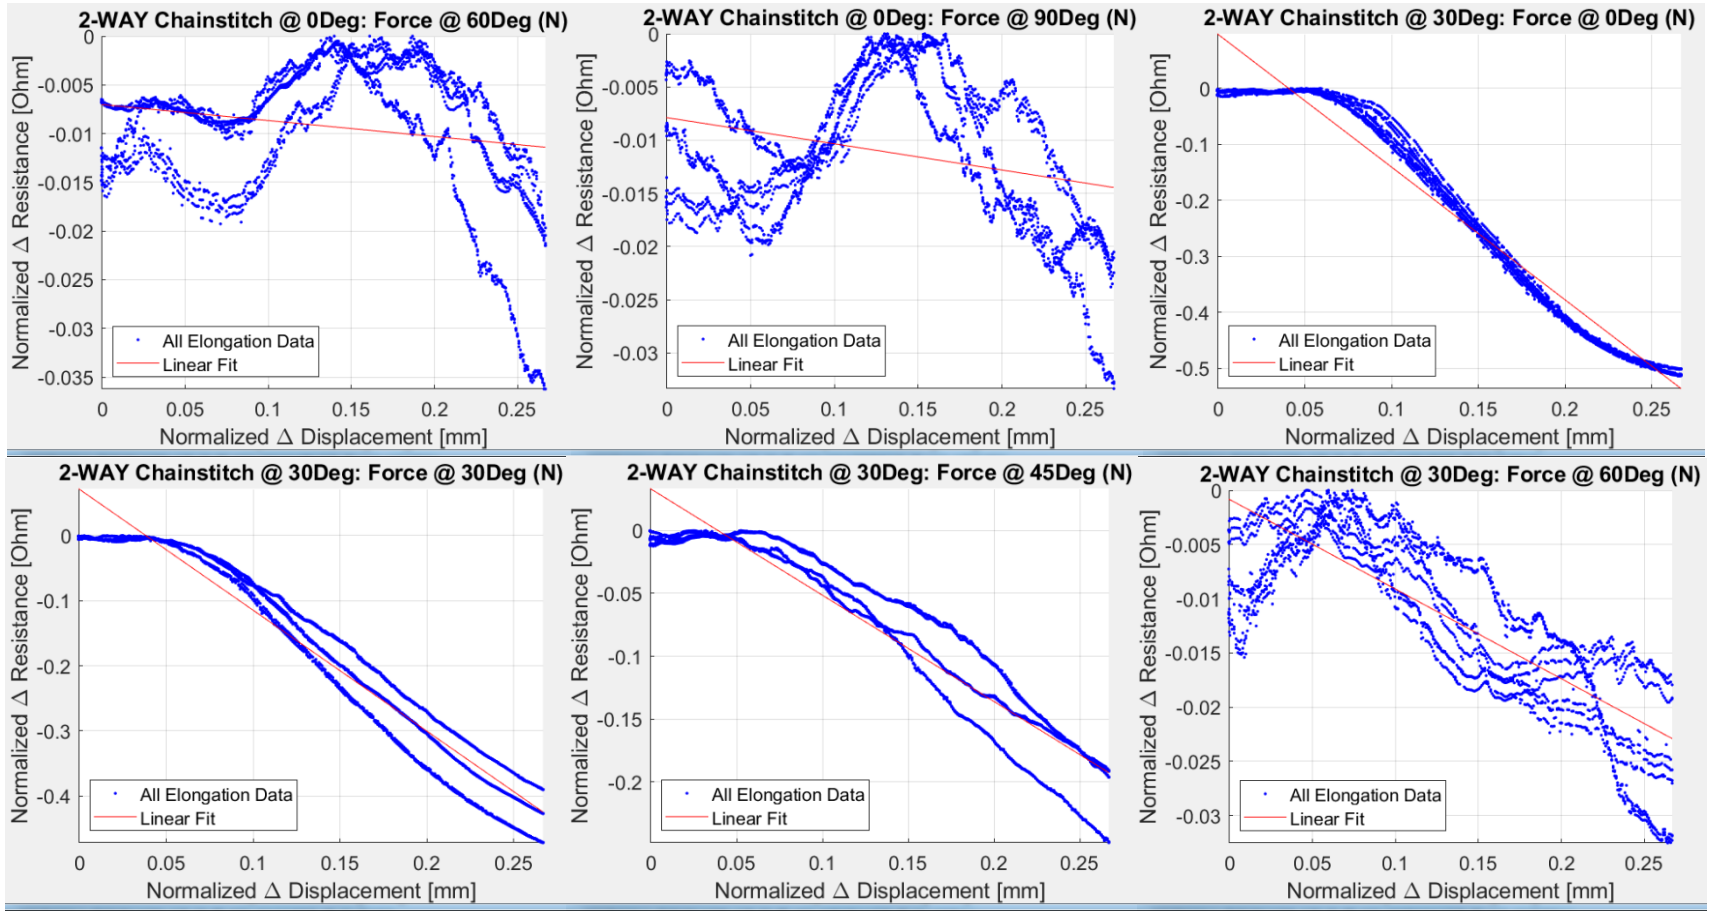 2-WAY Chainstitch @ 0Deg: Force @ 60Deg (N)
0
-0.005
-0.01
-0.015
-0.02
-0.025
-0.03
-0.035
Normalized Δ Resistance [Ohm]
All Elongation Data
Linear Fit
0 0.05 0.1 0.15 0.2 0.25
Normalized Δ Displacement [mm]
2-WAY Chainstitch @ 0Deg: Force @ 90Deg (N)
0
-0.005
-0.01
-0.015
-0.02
-0.025
-0.03
Normalized Δ Resistance [Ohm]
All Elongation Data
Linear Fit
0 0.05 0.1 0.15 0.2 0.25
Normalized Δ Displacement [mm]
2-WAY Chainstitch @ 30Deg: Force @ 0Deg (N)
0
-0.1
-0.2
-0.3
-0.4
-0.5
Normalized Δ Resistance [Ohm]
All Elongation Data
Linear Fit
0 0.05 0.1 0.15 0.2 0.25
Normalized Δ Displacement [mm]
2-WAY Chainstitch @ 30Deg: Force @ 30Deg (N)
0
-0.1
-0.2
-0.3
-0.4
Normalized Δ Resistance [Ohm]
All Elongation Data
Linear Fit
0 0.05 0.1 0.15 0.2 0.25
Normalized Δ Displacement [mm]
2-WAY Chainstitch @ 30Deg: Force @ 45Deg (N)
0
-0.05
-0.1
-0.15
-0.2
Normalized Δ Resistance [Ohm]
All Elongation Data
Linear Fit
0 0.05 0.1 0.15 0.2 0.25
Normalized Δ Displacement [mm]
2-WAY Chainstitch @ 30Deg: Force @ 60Deg (N)
0
-0.005
-0.01
-0.015
-0.02
-0.025
-0.03
Normalized Δ Resistance [Ohm]
All Elongation Data
Linear Fit
0 0.05 0.1 0.15 0.2 0.25
Normalized Δ Displacement [mm]